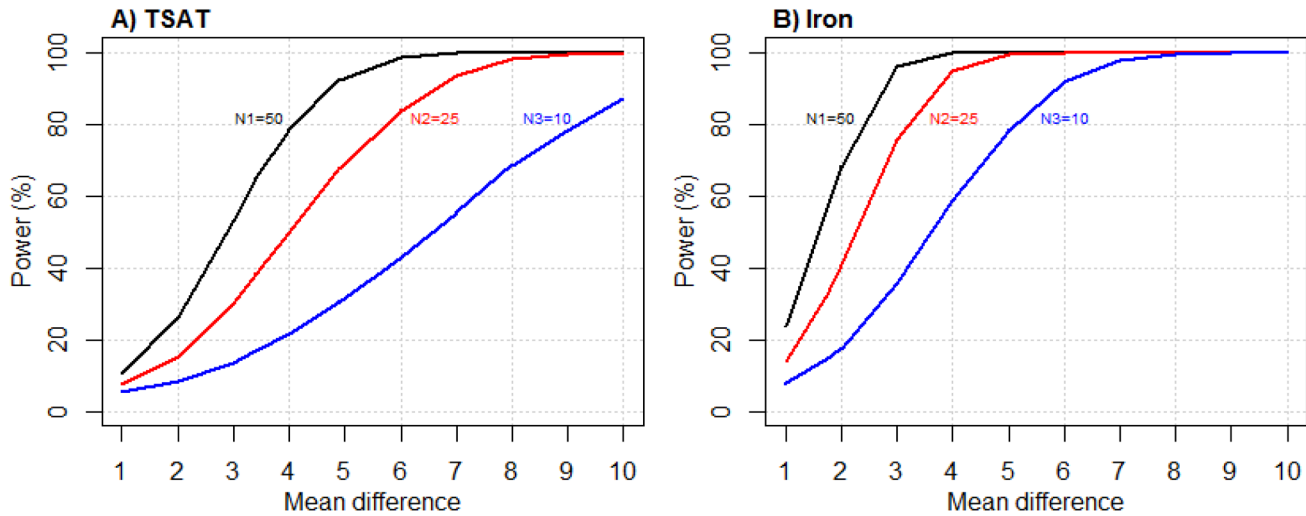 A) TSAT
Power (%)
100
80
60
40
20
0
N1=50
N2=25
N3=10
1 2 3 4 5 6 7 8 9 10
Mean difference
B) Iron
Power (%)
100
80
60
40
20
0
N1=50
N2=25
N3=10
1 2 3 4 5 6 7 8 9 10
Mean difference